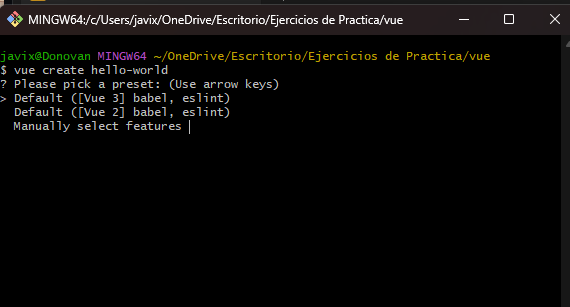 MINGW64:/c/Users/javix/OneDrive/Escritorio/Ejercicios de Practica/vue
javix@Donovan MINGW64 ~/OneDrive/Escritorio/Ejercicios de Practica/vue
$ vue create hello-world
? Please pick a preset: (Use arrow keys)
> Default ([Vue 3] babel, eslint)
  Default ([Vue 2] babel, eslint)
  Manually select features